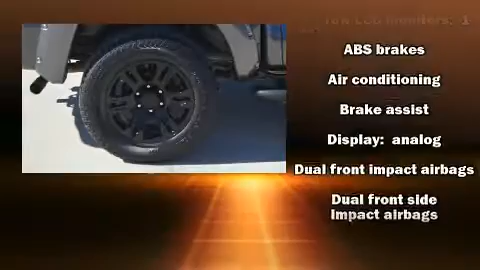 ABS brakes
Air conditioning
Brake assist
Display: analog
Dual front impact airbags
Dual front side
impact airbags